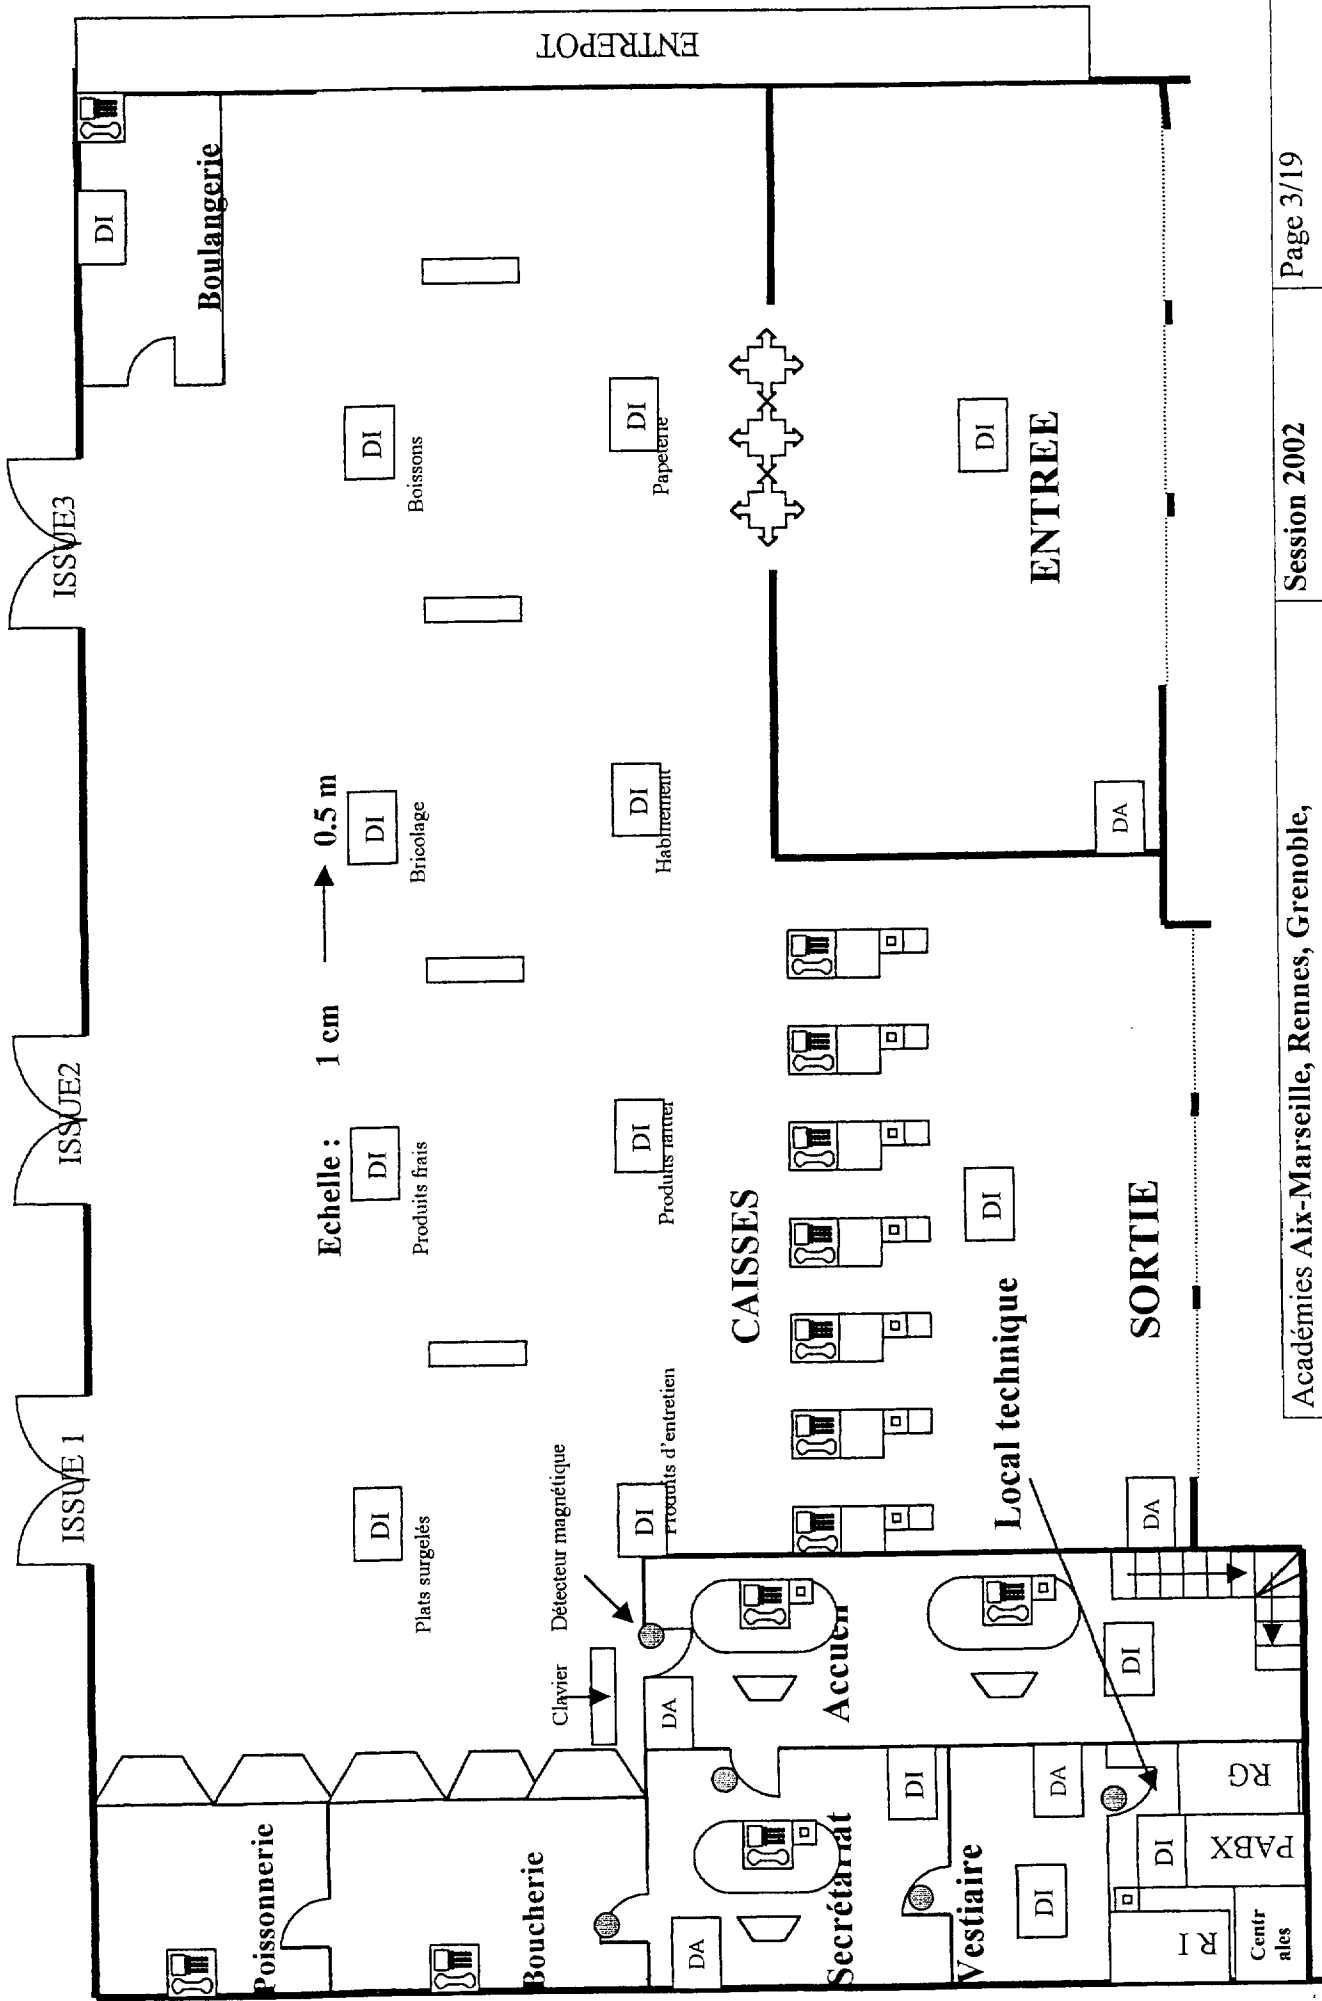 ENTREPOT
Boulangerie
DI
ISSUE3
DI
Boissons
DI
Papeterie
DI
ENTREE
ISSUE2
Echelle : 1 cm 0.5 m
DI
Bricolage
DI
Habillement
DA
DI
Produits frais
DI
Produits laitier
CAISSES
DI
SORTIE
ISSUE 1
DI
Plats surgelés
DI
Produits d'entretien
Détecteur magnétique
Clavier
Local technique
DA
DA
Accueil
DI
Poissonnerie
Boucherie
Secrétariat
DI
DA
Vestiaire
DA
DI
RG
DI
PABX
R I
Centr
ales
Académies Aix-Marseille, Rennes, Grenoble,
Session 2002
Page 3/19